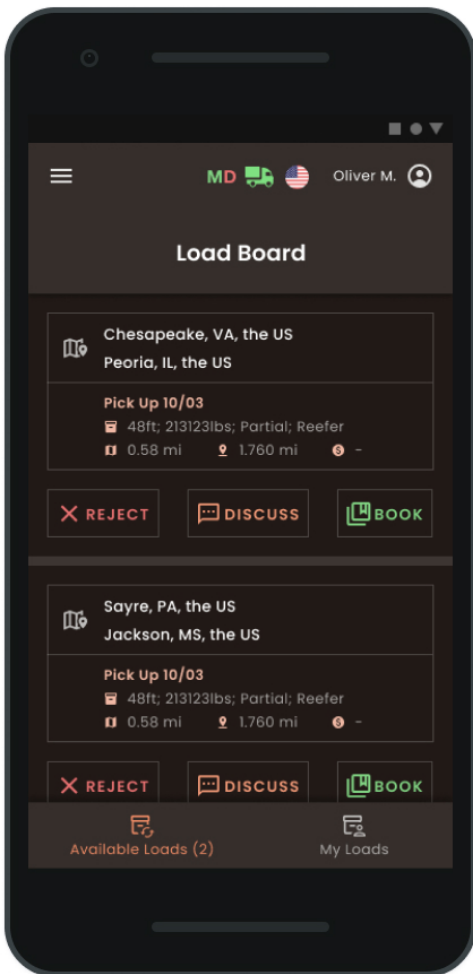 MD Oliver M.
Load Board
Chesapeake, VA, the US
Peoria, IL, the US
Pick Up 10/03
48ft; 213123lbs; Partial; Reefer
0.58 mi 1.760 mi $ -
REJECT DISCUSS BOOK
Sayre, PA, the US
Jackson, MS, the US
Pick Up 10/03
48ft; 213123lbs; Partial; Reefer
0.58 mi 1.760 mi $ -
REJECT DISCUSS BOOK
Available Loads (2) My Loads